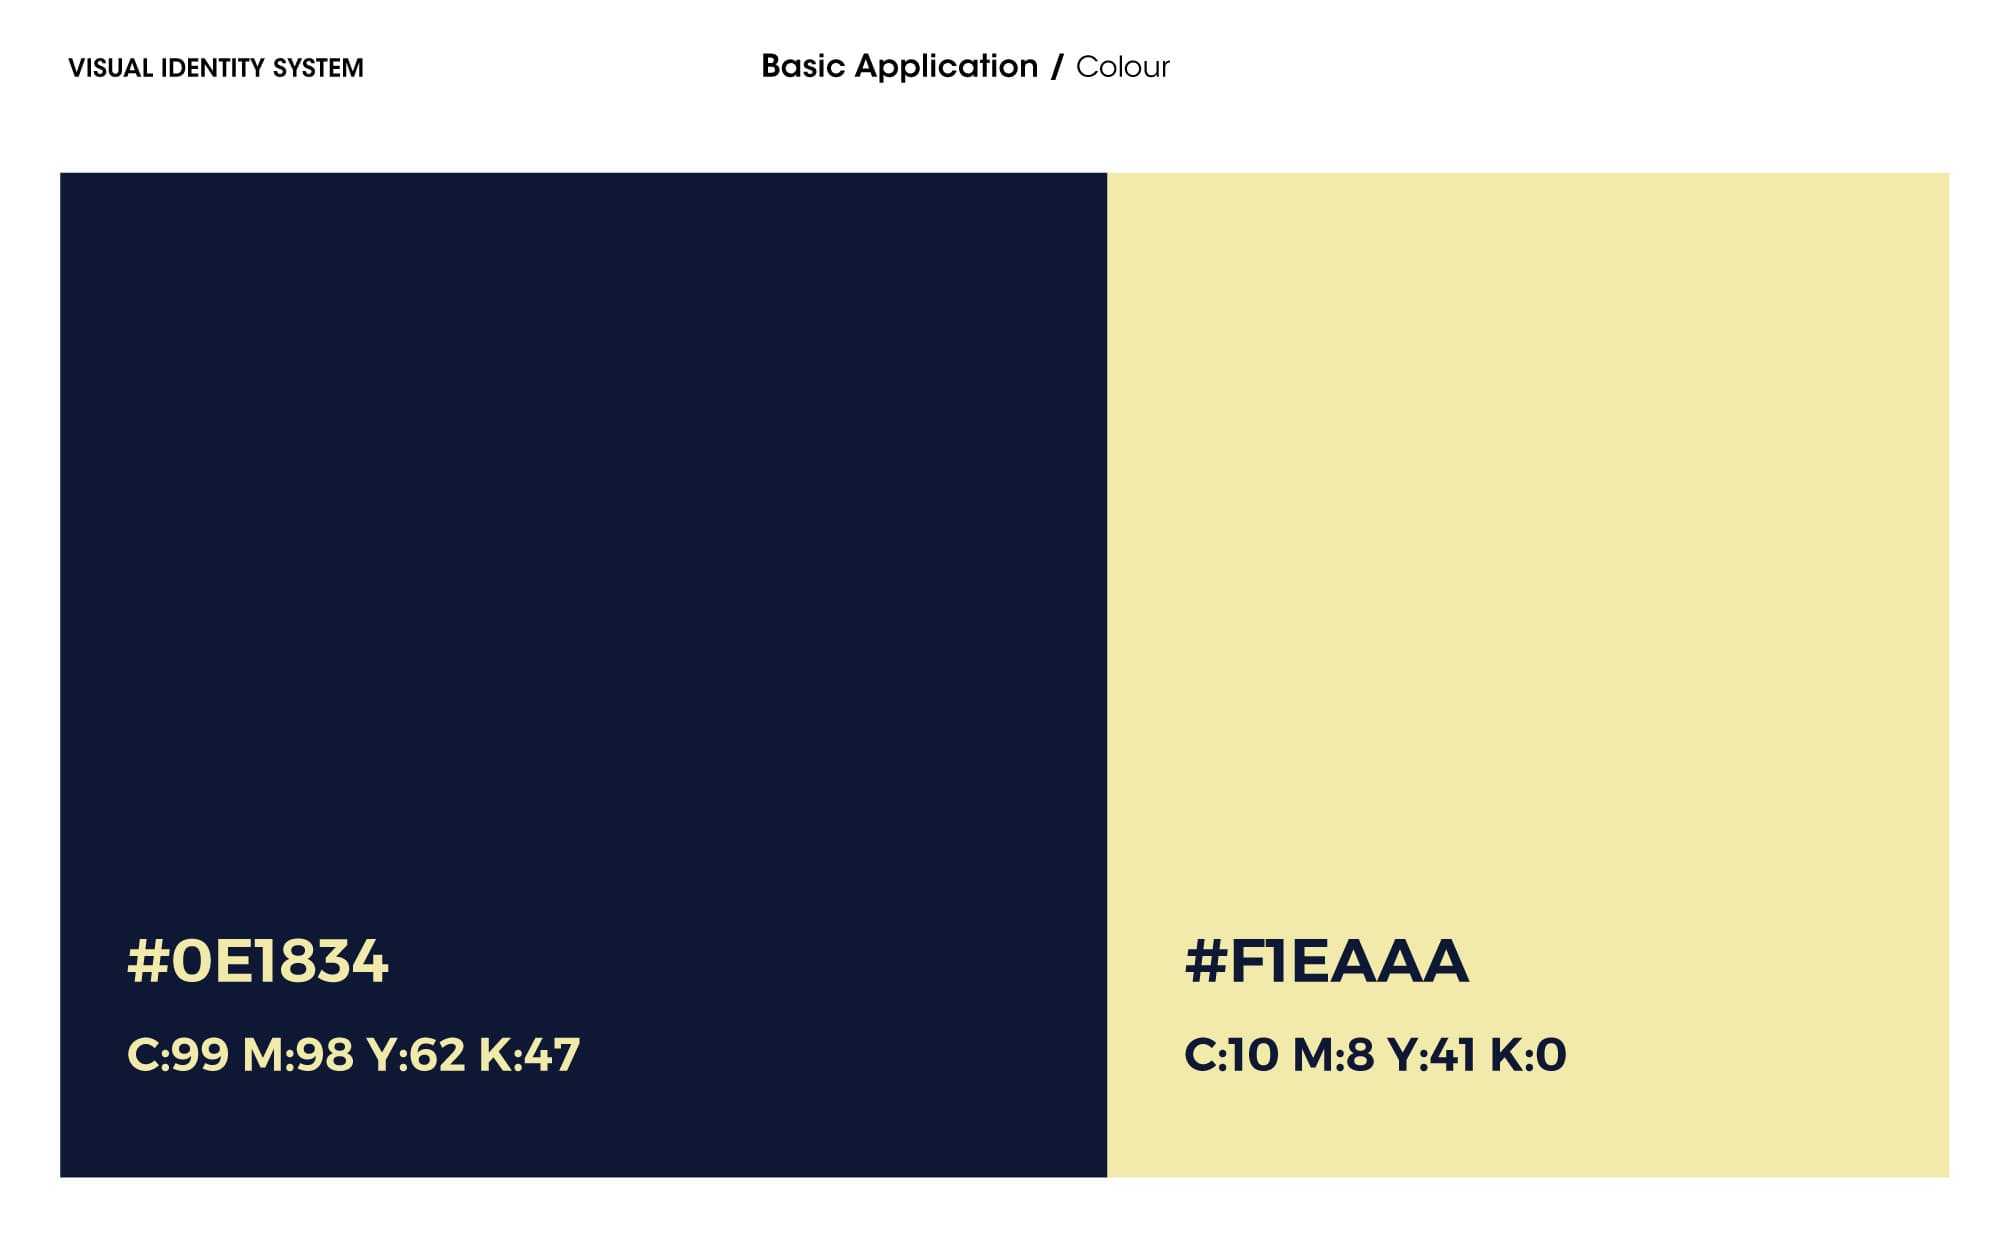 VISUAL IDENTITY SYSTEM
Basic Application / Colour
#0E1834
C:99 M:98 Y:62 K:47
#F1EAAA
C:10 M:8 Y:41 K:0